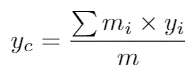 $y_c = \frac{\sum m_i \times y_i}{m}$